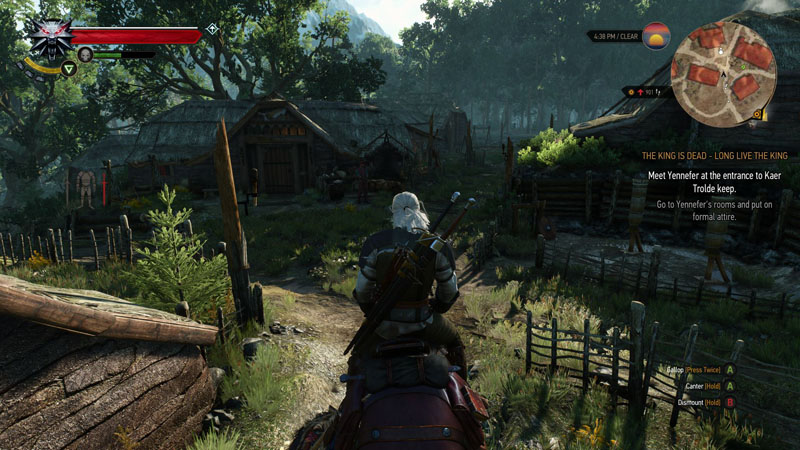 4:38 PM / CLEAR
901
THE KING IS DEAD - LONG LIVE THE KING
Meet Yennefer at the entrance to Kaer
Trolde keep.
Go to Yennefer's rooms and put on
formal attire.
Gallop [Press Twice] A
Canter [Hold] A
Dismount [Hold] B